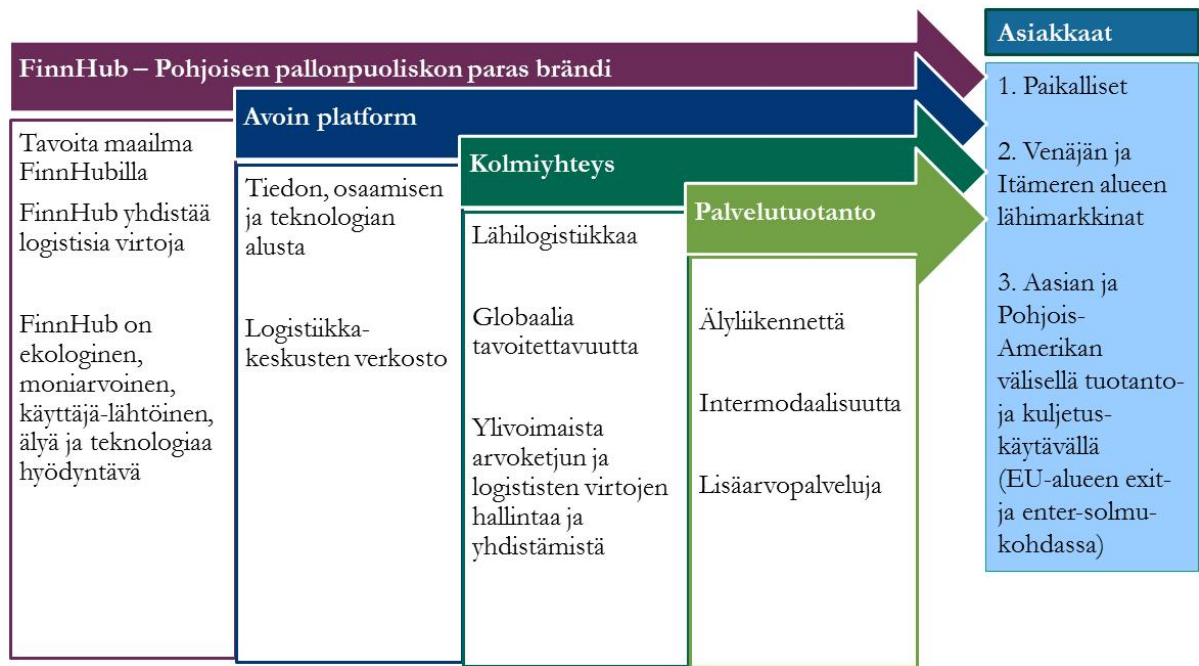 FinnHub – Pohjoisen pallonpuoliskon paras brändi
Tavoita maailma
FinnHubilla
FinnHub yhdistää
logistisia virtoja
FinnHub on
ekologinen,
moniarvoinen,
käyttäjä-lähtöinen,
älyä ja teknologiaa
hyödyntävä
Avoin platform
Tiedon, osaamisen
ja teknologian
alusta
Logistiikka-
keskusten verkosto
Kolmiyhteys
Lähilogistiikkaa
Globaalia
tavoitettavuutta
Ylivoimaista
arvoketjun ja
logististen virtojen
hallintaa ja
yhdistämistä
Palvelutuotanto
Älyliikennettä
Intermodaalisuutta
Lisäarvopalveluja
Asiakkaat
1. Paikalliset
2. Venäjän ja
Itämeren alueen
lähimarkkinat
3. Aasian ja
Pohjois-
Amerikan
välisellä tuotanto-
ja kuljetus-
käytävällä
(EU-alueen exit-
ja enter-solmu-
kohdassa)